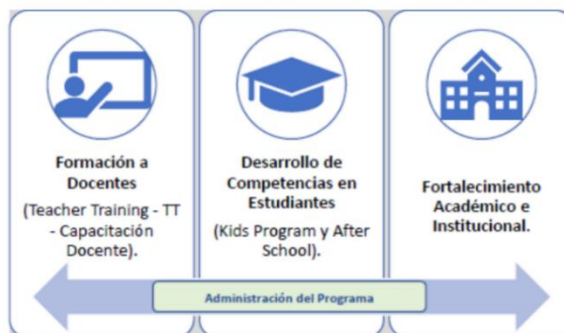 Formación a
Docentes
(Teacher Training - TT
- Capacitación
Docente).
Desarrollo de
Competencias en
Estudiantes
(Kids Program y After
School).
Fortalecimiento
Académico e
Institucional.
Administración del Programa